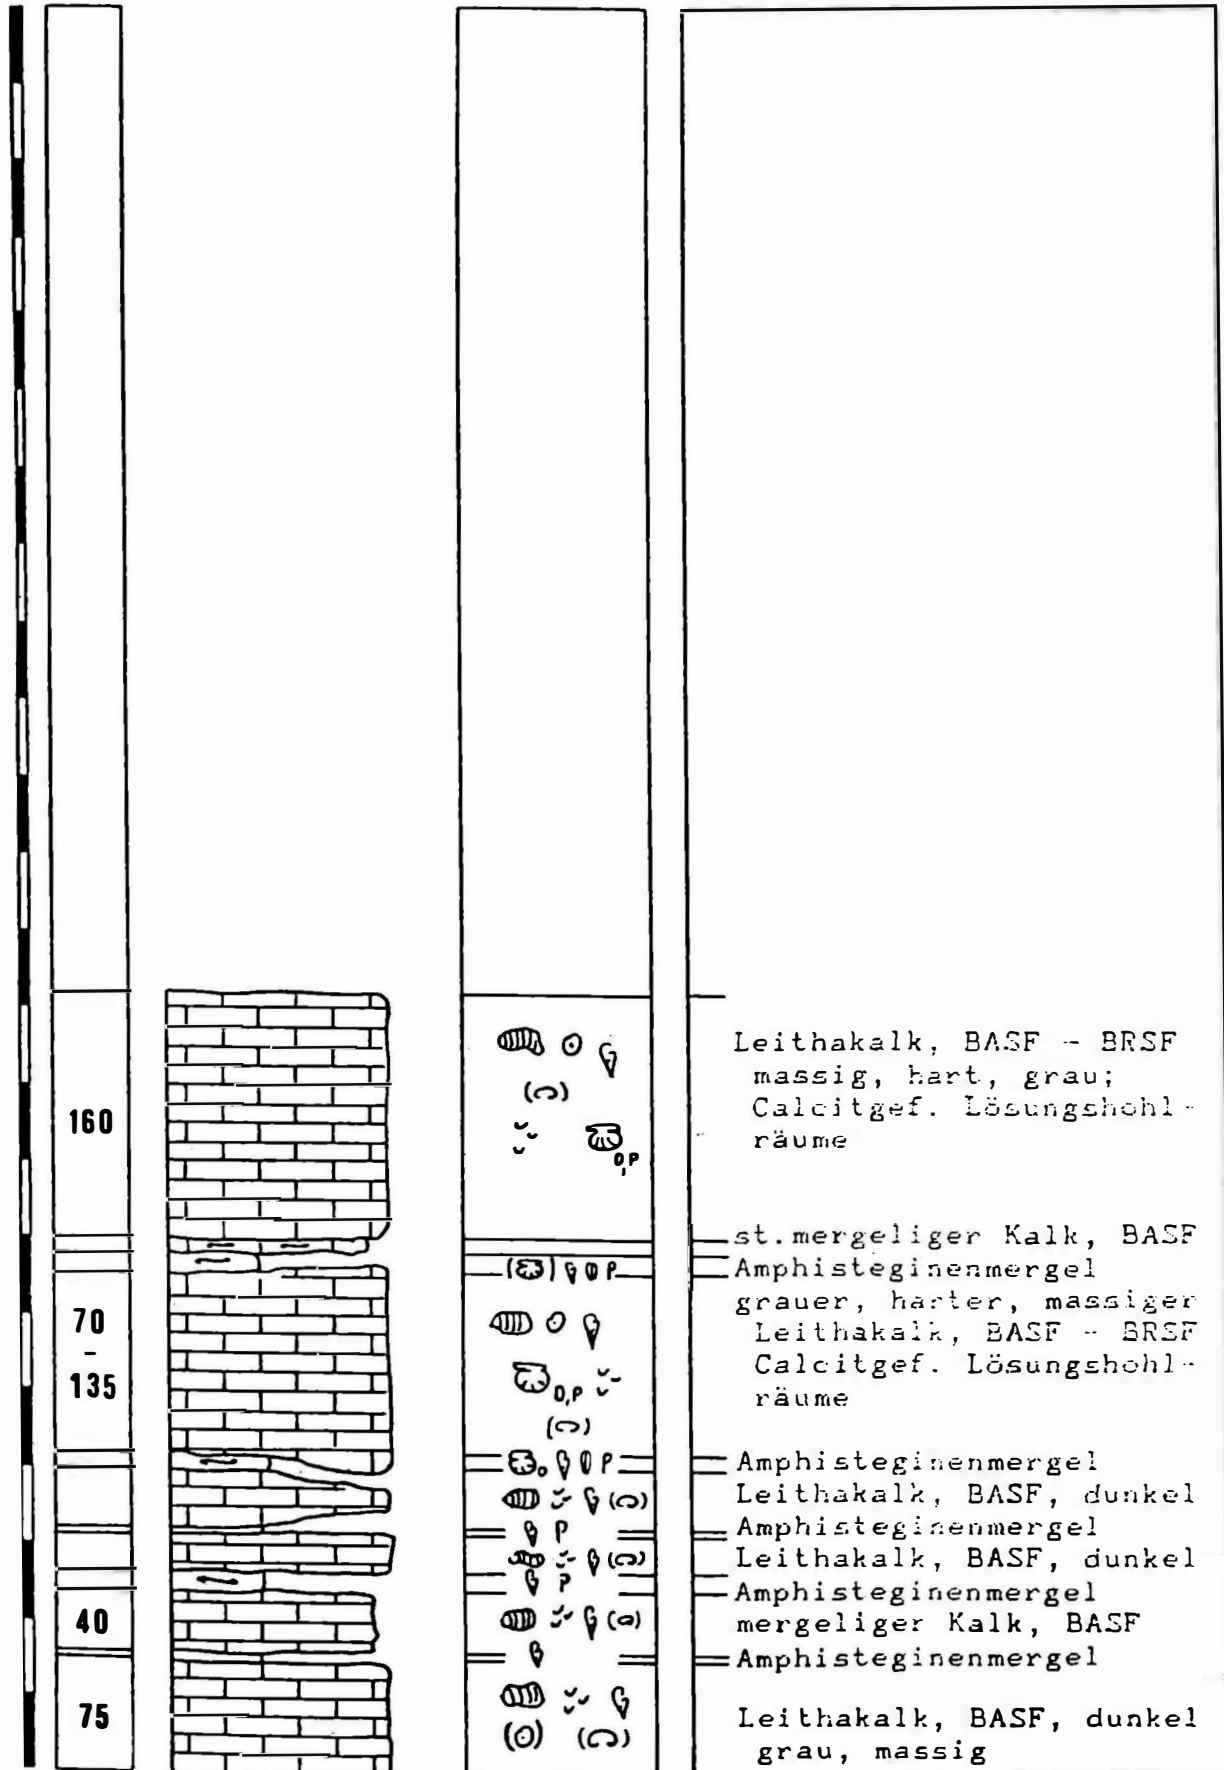 160
70
-
135
40
75
O,P
P
O,P
O P
P
P
Leithakalk, BASF - BRSF
massig, hart, grau;
Calcitgef. Lösungshohl-
räume
st.mergeliger Kalk, BASF
Amphisteginenmergel
grauer, harter, massiger
Leithakalk, BASF - BRSF
Calcitgef. Lösungshohl-
räume
Amphisteginenmergel
Leithakalk, BASF, dunkel
Amphisteginenmergel
Leithakalk, BASF, dunkel
Amphisteginenmergel
mergeliger Kalk, BASF
Amphisteginenmergel
Leithakalk, BASF, dunkel
grau, massig